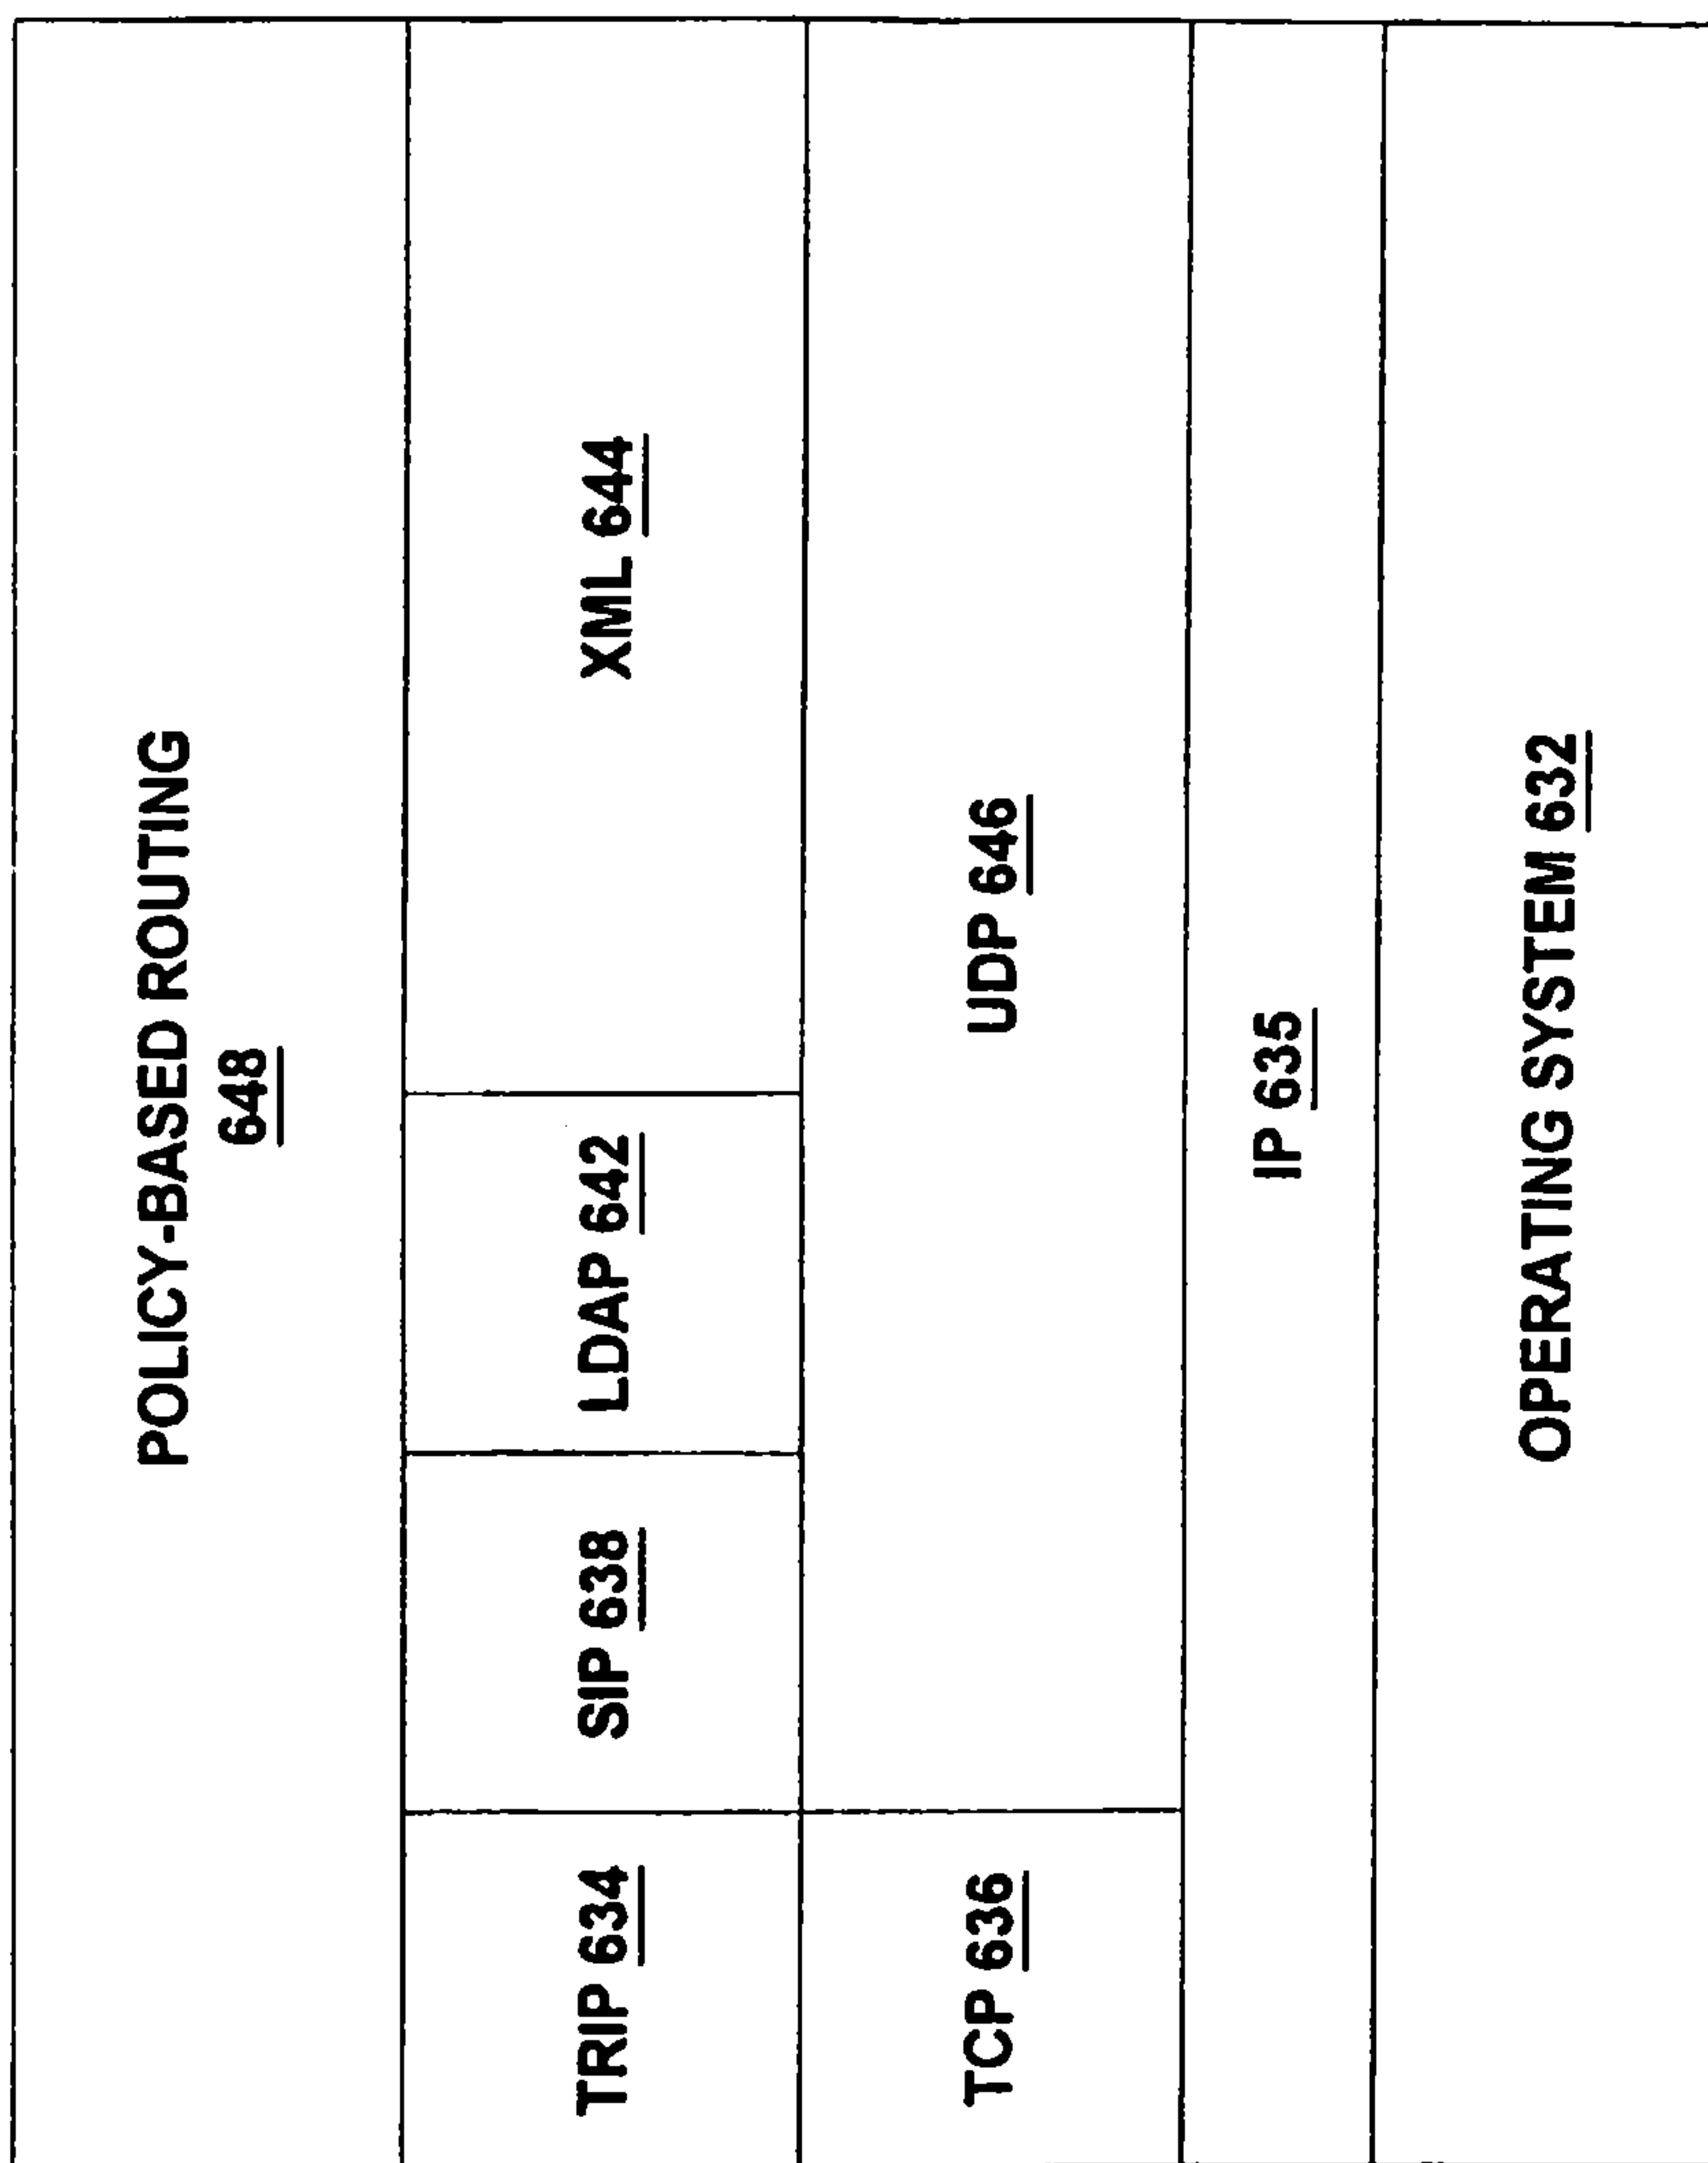 POLICY-BASED ROUTING
648
TRIP 634
SIP 638
LDAP 642
XML 644
TCP 636
UDP 646
IP 635
OPERATING SYSTEM 632